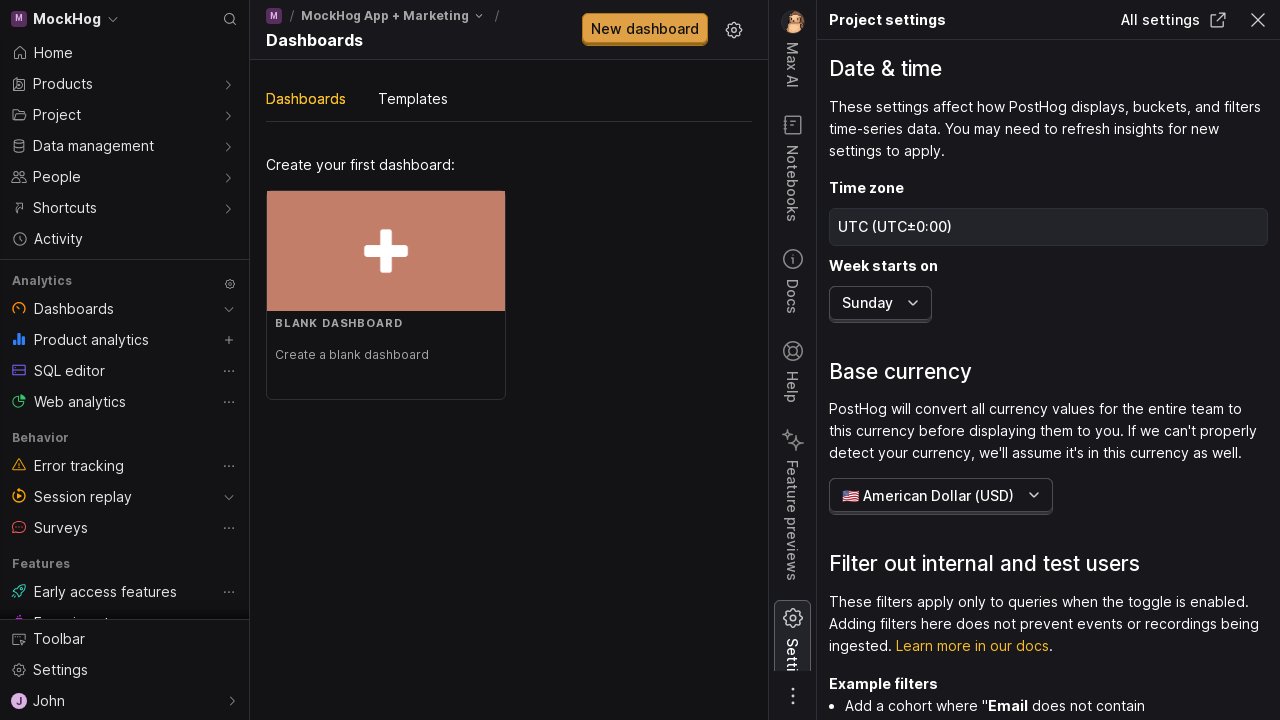 M MockHog
Home
Products
Project
Data management
People
Shortcuts
Activity
Analytics
Dashboards
Product analytics
SQL editor
Web analytics
Behavior
Error tracking
Session replay
Surveys
Features
Early access features
Toolbar
Settings
J John
M / MockHog App + Marketing /
Dashboards
New dashboard
Dashboards
Templates
Create your first dashboard:
BLANK DASHBOARD
Create a blank dashboard
Max AI
Notebooks
Docs
Help
Feature previews
Project settings
All settings
Date & time
These settings affect how PostHog displays, buckets, and filters
time-series data. You may need to refresh insights for new
settings to apply.
Time zone
UTC (UTC±0:00)
Week starts on
Sunday
Base currency
PostHog will convert all currency values for the entire team to
this currency before displaying them to you. If we can't properly
detect your currency, we'll assume it's in this currency as well.
🇺🇸 American Dollar (USD)
Filter out internal and test users
These filters apply only to queries when the toggle is enabled.
Adding filters here does not prevent events or recordings being
ingested. Learn more in our docs.
Example filters
• Add a cohort where "Email does not contain